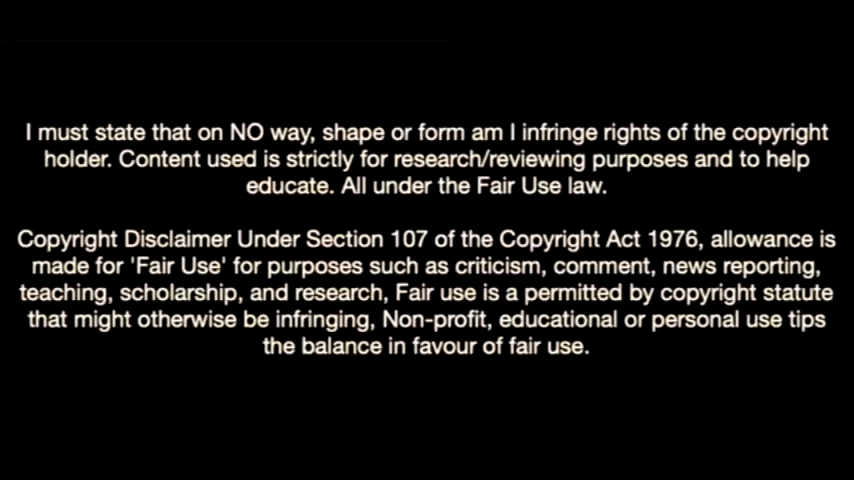 I must state that on NO way, shape or form am I infringe rights of the copyright
holder. Content used is strictly for research/reviewing purposes and to help
educate. All under the Fair Use law.
Copyright Disclaimer Under Section 107 of the Copyright Act 1976, allowance is
made for 'Fair Use' for purposes such as criticism, comment, news reporting,
teaching, scholarship, and research, Fair use is a permitted by copyright statute
that might otherwise be infringing, Non-profit, educational or personal use tips
the balance in favour of fair use.